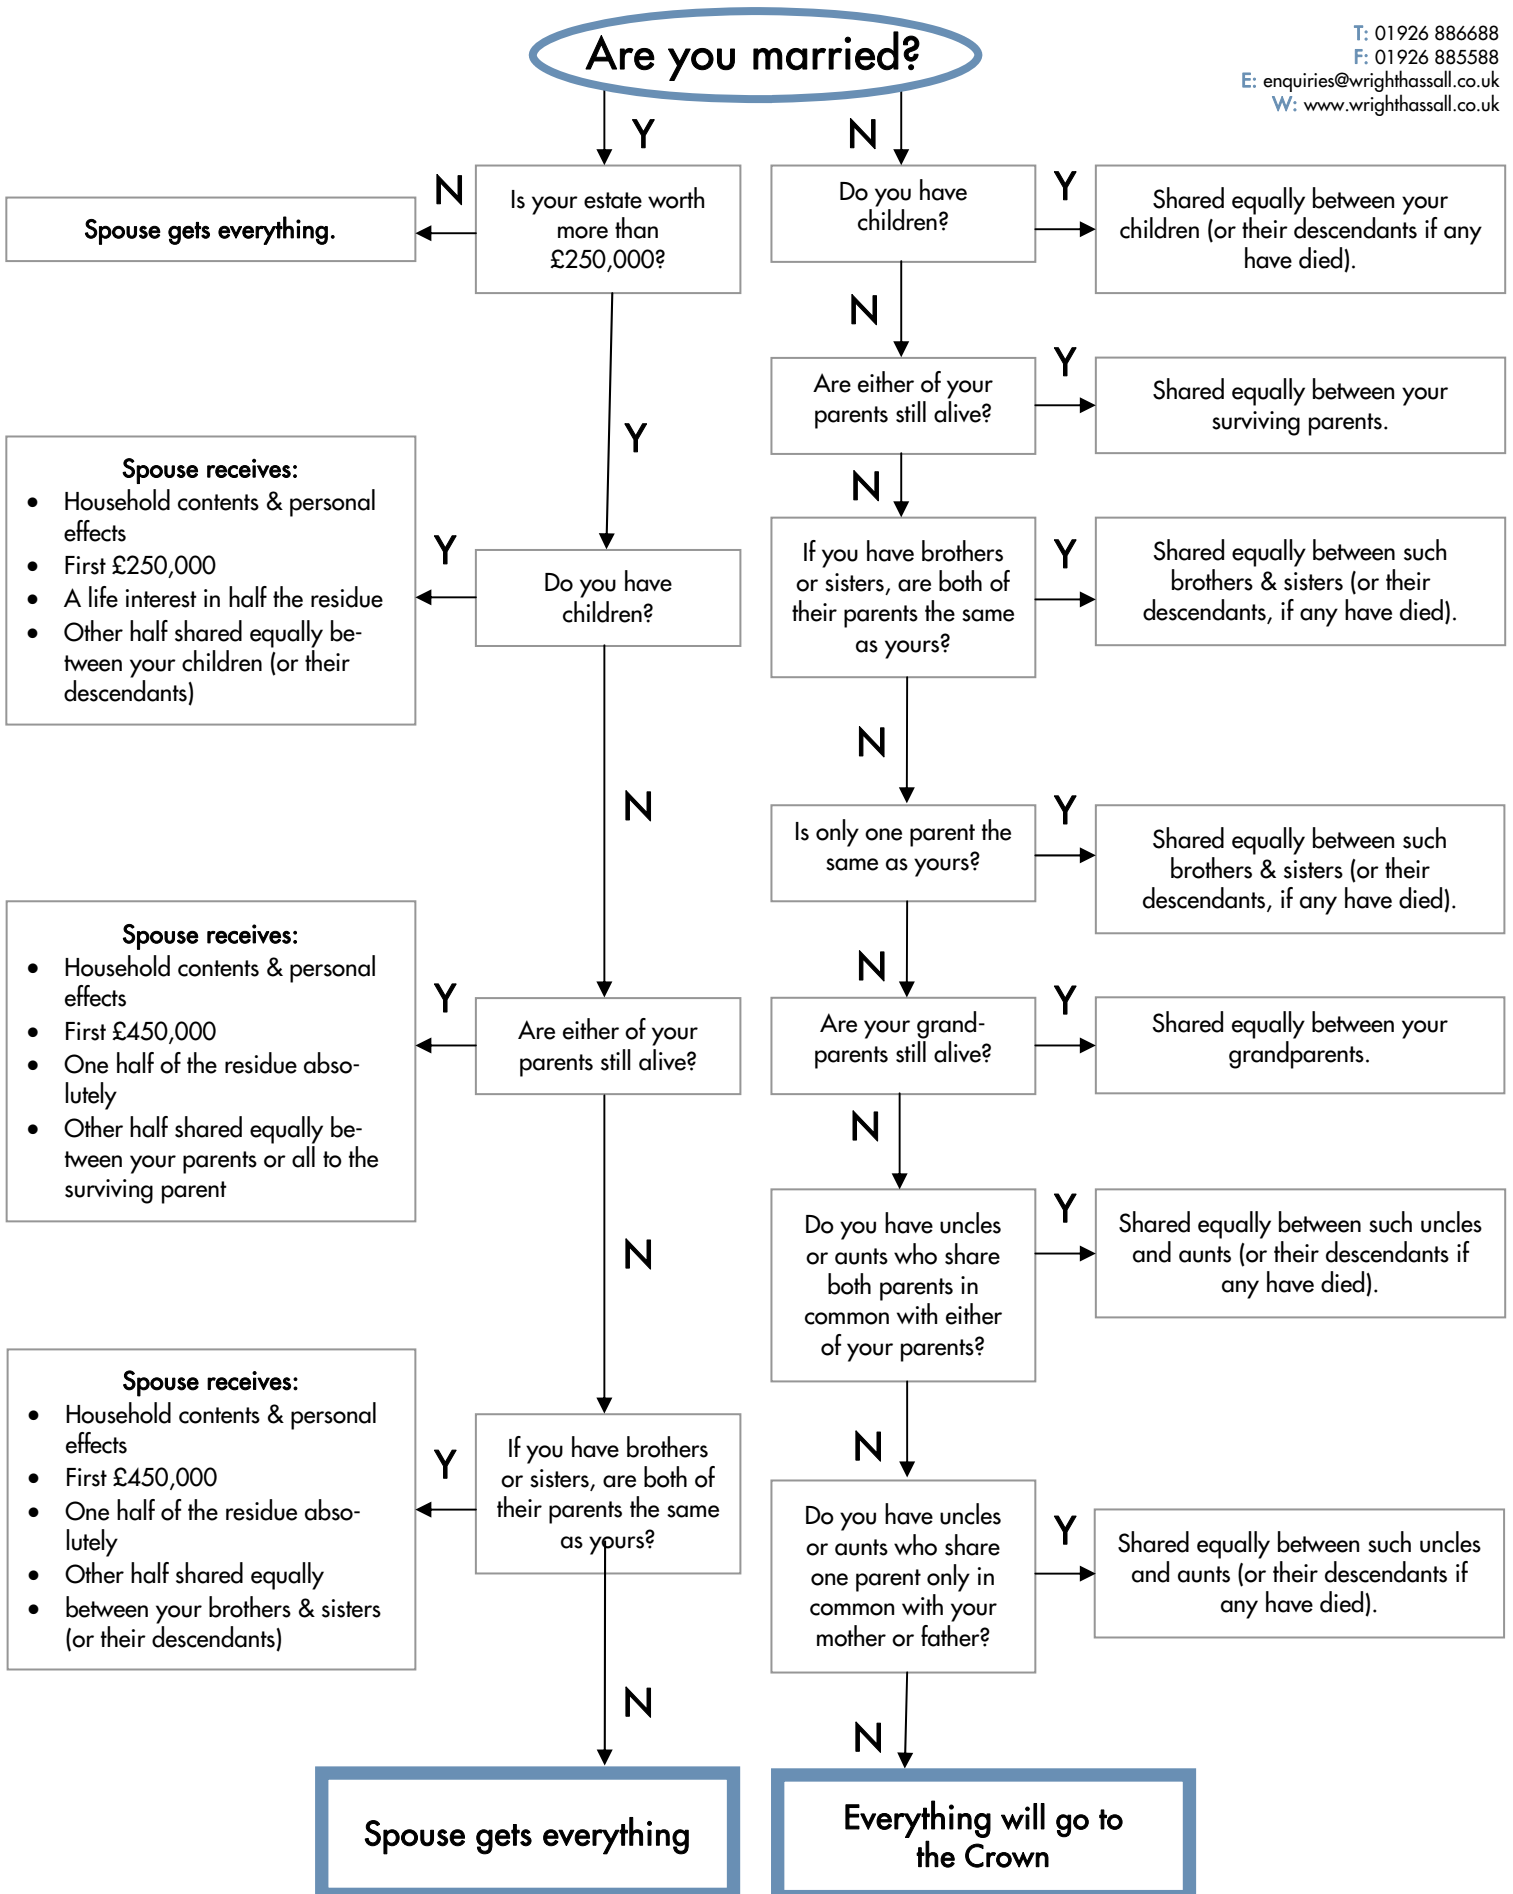 Are you married?
T: 01926 886688
F: 01926 885588
E: enquiries@wrighthassall.co.uk
W: www.wrighthassall.co.uk
Y
N
Spouse gets everything.
N
Is your estate worth
more than
£250,000?
Do you have
children?
Y
Shared equally between your
children (or their descendants if any
have died).
N
Are either of your
parents still alive?
Y
Shared equally between your
surviving parents.
Y
N
Spouse receives:
• Household contents & personal
effects
• First £250,000
• A life interest in half the residue
• Other half shared equally be-
tween your children (or their
descendants)
Y
Do you have
children?
If you have brothers
or sisters, are both of
their parents the same
as yours?
Y
Shared equally between such
brothers & sisters (or their
descendants, if any have died).
N
N
Is only one parent the
same as yours?
Y
Shared equally between such
brothers & sisters (or their
descendants, if any have died).
N
Spouse receives:
• Household contents & personal
effects
• First £450,000
• One half of the residue abso-
lutely
• Other half shared equally be-
tween your parents or all to the
surviving parent
Y
Are either of your
parents still alive?
Are your grand-
parents still alive?
Y
Shared equally between your
grandparents.
N
N
Do you have uncles
or aunts who share
both parents in
common with either
of your parents?
Y
Shared equally between such uncles
and aunts (or their descendants if
any have died).
Spouse receives:
• Household contents & personal
effects
• First £450,000
• One half of the residue abso-
lutely
• Other half shared equally
• between your brothers & sisters
(or their descendants)
Y
If you have brothers
or sisters, are both of
their parents the same
as yours?
N
Do you have uncles
or aunts who share
one parent only in
common with your
mother or father?
Y
Shared equally between such uncles
and aunts (or their descendants if
any have died).
N
N
Spouse gets everything
Everything will go to
the Crown